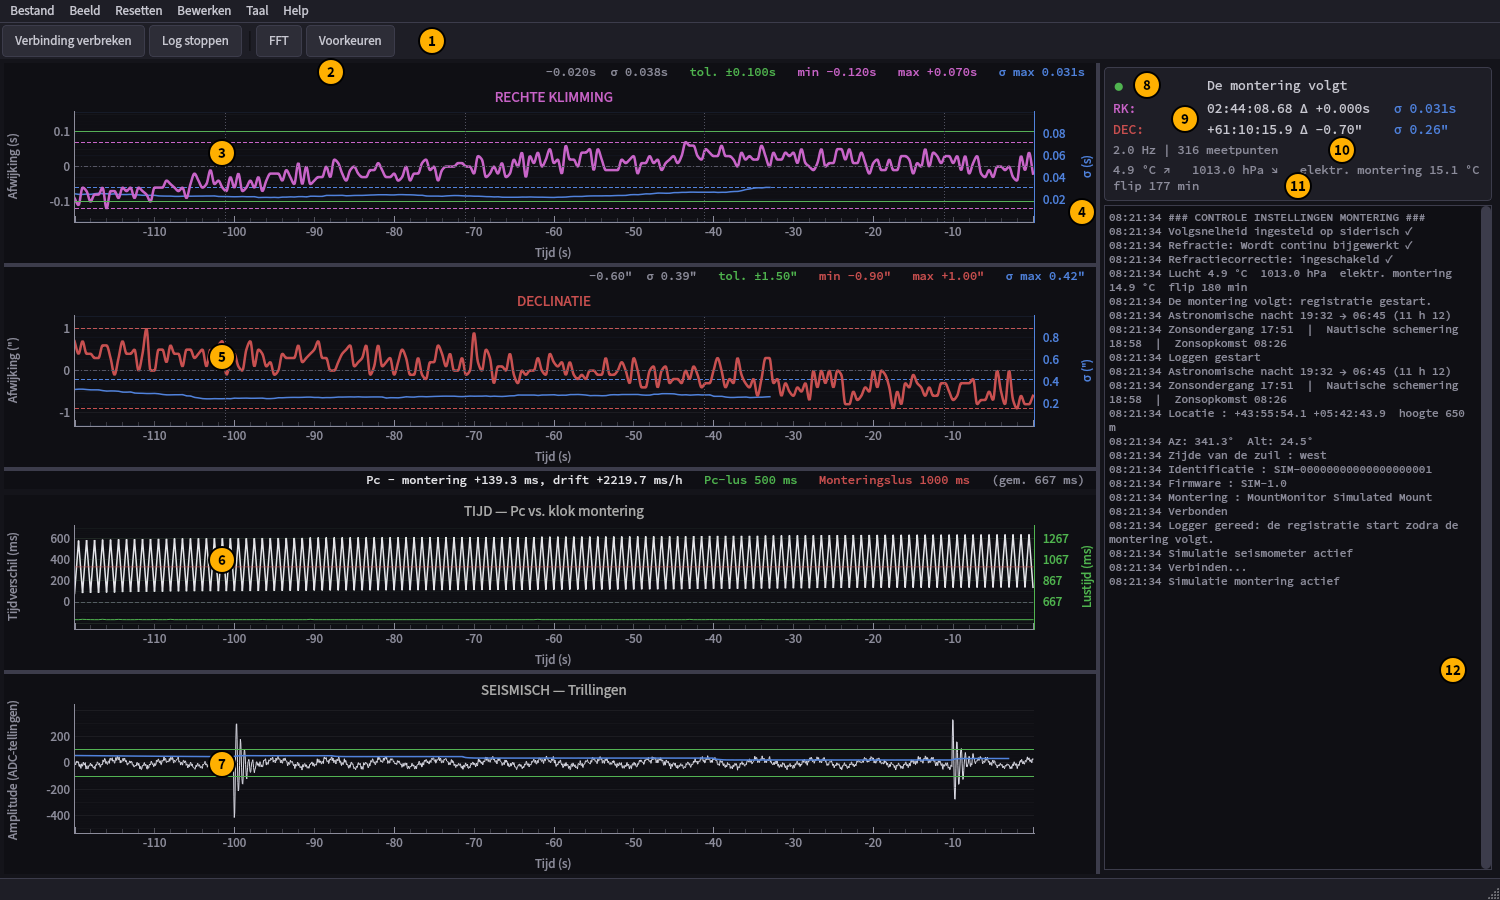 Bestand Beeld Resetten Bewerken Taal Help
Verbinding verbreken Log stoppen FFT Voorkeuren 1
2 −0.020s σ 0.038s tol. ±0.100s min −0.120s max +0.070s σ max 0.031s
RECHTE KLIMMING
Afwijking (s)
0.1
0
-0.1
3
0.08
0.06
0.04
0.02
σ (s)
4
-110 -100 -90 -80 -70 -60 -50 -40 -30 -20 -10
Tijd (s)
−0.60" σ 0.39" tol. ±1.50" min −0.90" max +1.00" σ max 0.42"
DECLINATIE
Afwijking (")
1
0
-1
5
0.8
0.6
0.4
0.2
σ (")
-110 -100 -90 -80 -70 -60 -50 -40 -30 -20 -10
Tijd (s)
Pc − montering +139.3 ms, drift +2219.7 ms/h Pc-lus 500 ms Monteringslus 1000 ms (gem. 667 ms)
TIJD — Pc vs. klok montering
Tijdverschil (ms)
600
400
200
0
6
1267
1067
867
667
Lustijd (ms)
-110 -100 -90 -80 -70 -60 -50 -40 -30 -20 -10
Tijd (s)
SEISMISCH — Trillingen
Amplitude (ADC-tellingen)
200
0
-200
-400
7
-110 -100 -90 -80 -70 -60 -50 -40 -30 -20 -10
Tijd (s)
8 De montering volgt
RK: 9 02:44:08.68 Δ +0.000s σ 0.031s
DEC: +61:10:15.9 Δ −0.70" σ 0.26"
2.0 Hz | 316 meetpunten 10
4.9 °C ↗ 1013.0 hPa ↘ elektr. montering 15.1 °C
flip 177 min 11
08:21:34 ### CONTROLE INSTELLINGEN MONTERING ###
08:21:34 Volgsnelheid ingesteld op siderisch ✓
08:21:34 Refractie: Wordt continu bijgewerkt ✓
08:21:34 Refractiecorrectie: ingeschakeld ✓
08:21:34 Lucht 4.9 °C 1013.0 hPa elektr. montering
14.9 °C flip 180 min
08:21:34 De montering volgt: registratie gestart.
08:21:34 Astronomische nacht 19:32 → 06:45 (11 h 12)
08:21:34 Zonsondergang 17:51 | Nautische schemering
18:58 | Zonsopkomst 08:26
08:21:34 Loggen gestart
08:21:34 Astronomische nacht 19:32 → 06:45 (11 h 12)
08:21:34 Zonsondergang 17:51 | Nautische schemering
18:58 | Zonsopkomst 08:26
08:21:34 Locatie : +43:55:54.1 +05:42:43.9 hoogte 650
m
08:21:34 Az: 341.3° Alt: 24.5°
08:21:34 Zijde van de zuil : west
08:21:34 Identificatie : SIM-00000000000000000001
08:21:34 Firmware : SIM-1.0
08:21:34 Montering : MountMonitor Simulated Mount
08:21:34 Verbonden
08:21:34 Logger gereed: de registratie start zodra de
montering volgt.
08:21:34 Simulatie seismometer actief
08:21:34 Verbinden...
08:21:34 Simulatie montering actief
12